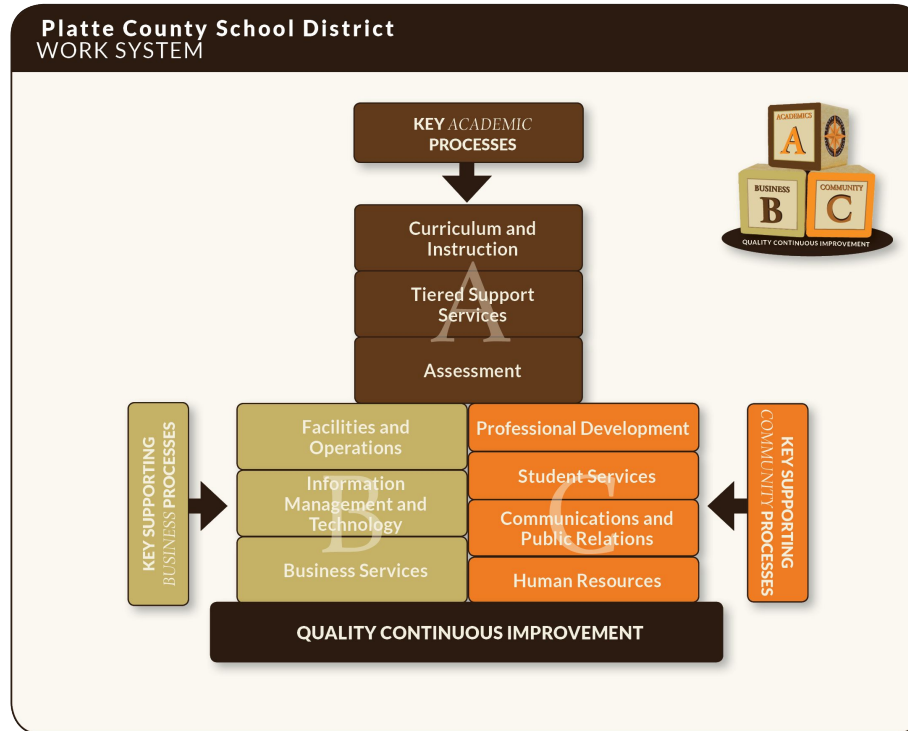 Platte County School District
WORK SYSTEM
KEY ACADEMIC
PROCESSES
ACADEMICS
A
BUSINESS
B
COMMUNITY
C
QUALITY CONTINUOUS IMPROVEMENT
Curriculum and
Instruction
A
Tiered Support
Services
Assessment
KEY SUPPORTING
BUSINESS PROCESSES
Facilities and
Operations
B
Information
Management and
Technology
Business Services
Professional Development
Student Services
C
Communications and
Public Relations
Human Resources
KEY SUPPORTING
COMMUNITY PROCESSES
QUALITY CONTINUOUS IMPROVEMENT